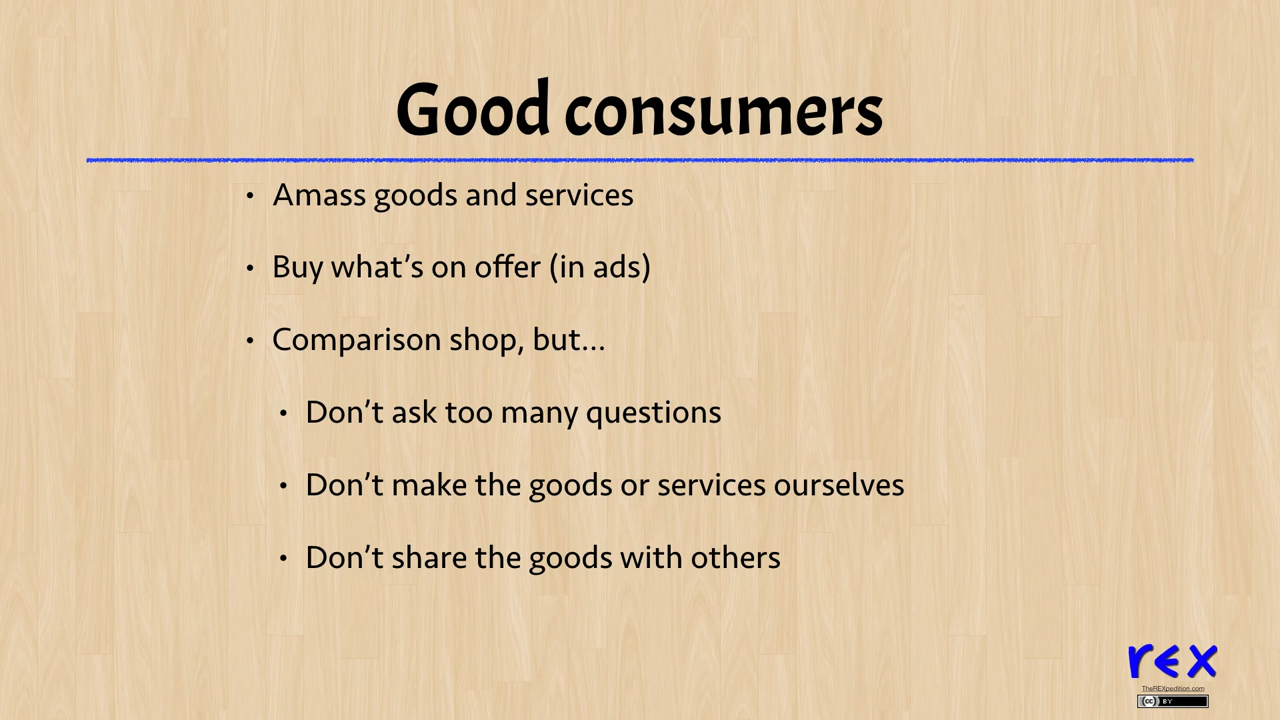 Good consumers
• Amass goods and services
• Buy what’s on offer (in ads)
• Comparison shop, but…
• Don’t ask too many questions
• Don’t make the goods or services ourselves
• Don’t share the goods with others
rex
TheREXpedition.com
cc BY